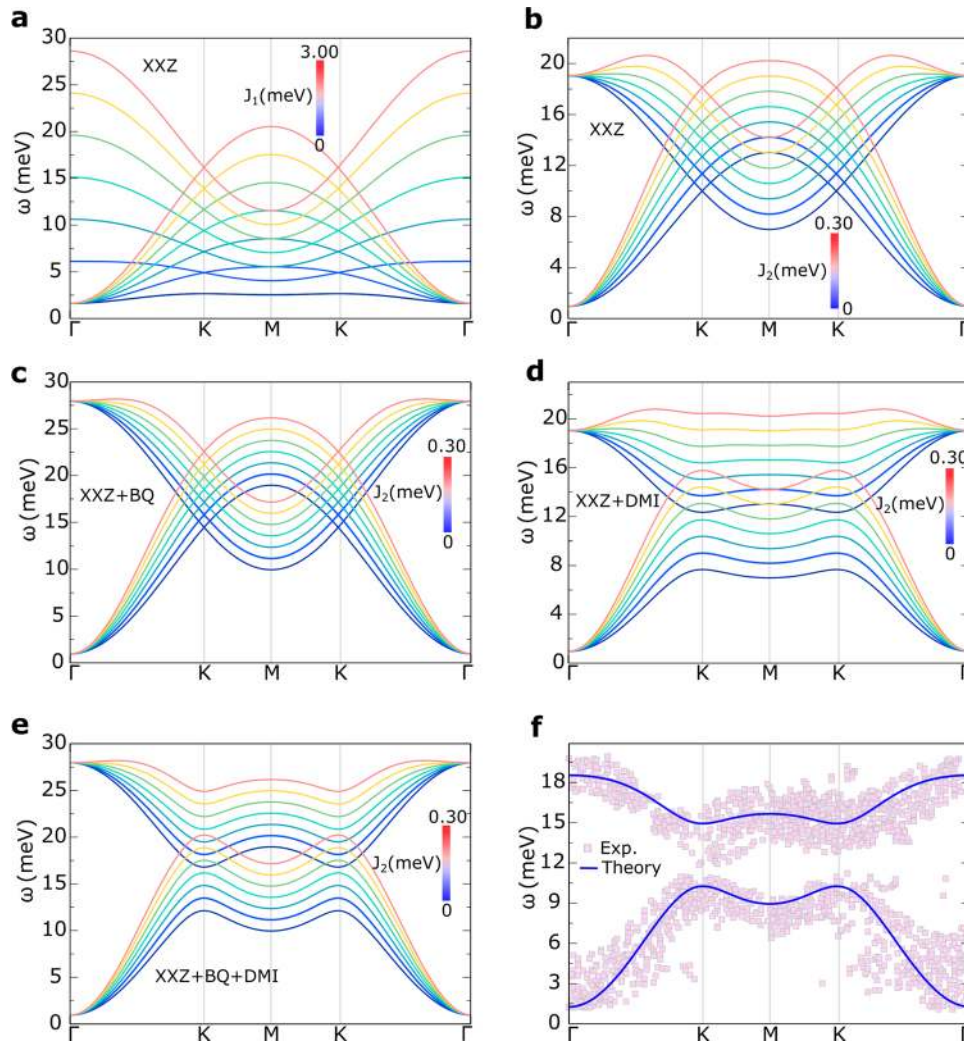 a
30
25
20
15
10
5
0
ω (meV)
XXZ
3.00
J₁(meV)
0
Γ K M K Γ
b
20
16
12
8
4
0
ω (meV)
XXZ
0.30
J₂(meV)
0
Γ K M K Γ
c
30
25
20
15
10
5
0
ω (meV)
XXZ+BQ
0.30
J₂(meV)
0
Γ K M K Γ
d
20
16
12
8
4
0
ω (meV)
XXZ+DMI
0.30
J₂(meV)
0
Γ K M K Γ
e
30
25
20
15
10
5
0
ω (meV)
0.30
J₂(meV)
0
XXZ+BQ+DMI
Γ K M K Γ
f
18
15
12
9
6
3
0
ω (meV)
Exp.
Theory
Γ K M K Γ